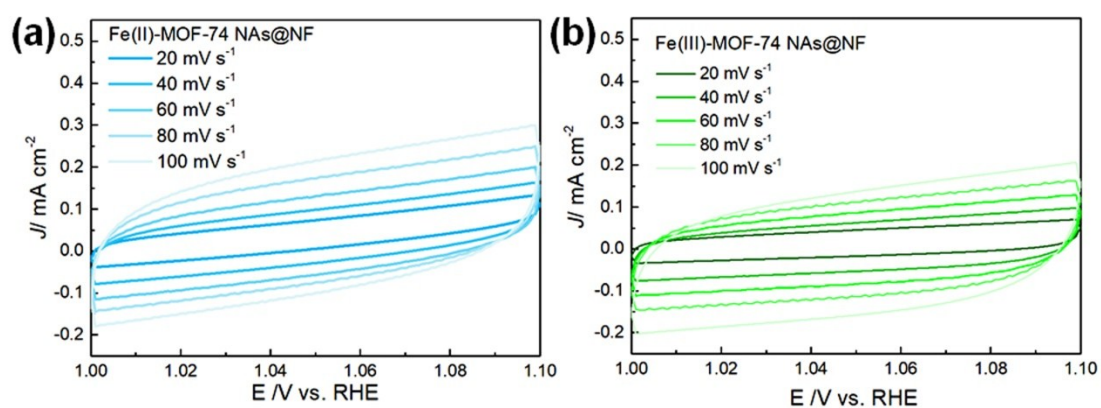 (a)
Fe(II)-MOF-74 NAs@NF
20 mV s⁻¹
40 mV s⁻¹
60 mV s⁻¹
80 mV s⁻¹
100 mV s⁻¹
J/ mA cm⁻²
0.5
0.4
0.3
0.2
0.1
0.0
-0.1
-0.2
1.00 1.02 1.04 1.06 1.08 1.10
E /V vs. RHE
(b)
Fe(III)-MOF-74 NAs@NF
20 mV s⁻¹
40 mV s⁻¹
60 mV s⁻¹
80 mV s⁻¹
100 mV s⁻¹
J/ mA cm⁻²
0.5
0.4
0.3
0.2
0.1
0.0
-0.1
-0.2
1.00 1.02 1.04 1.06 1.08 1.10
E /V vs. RHE